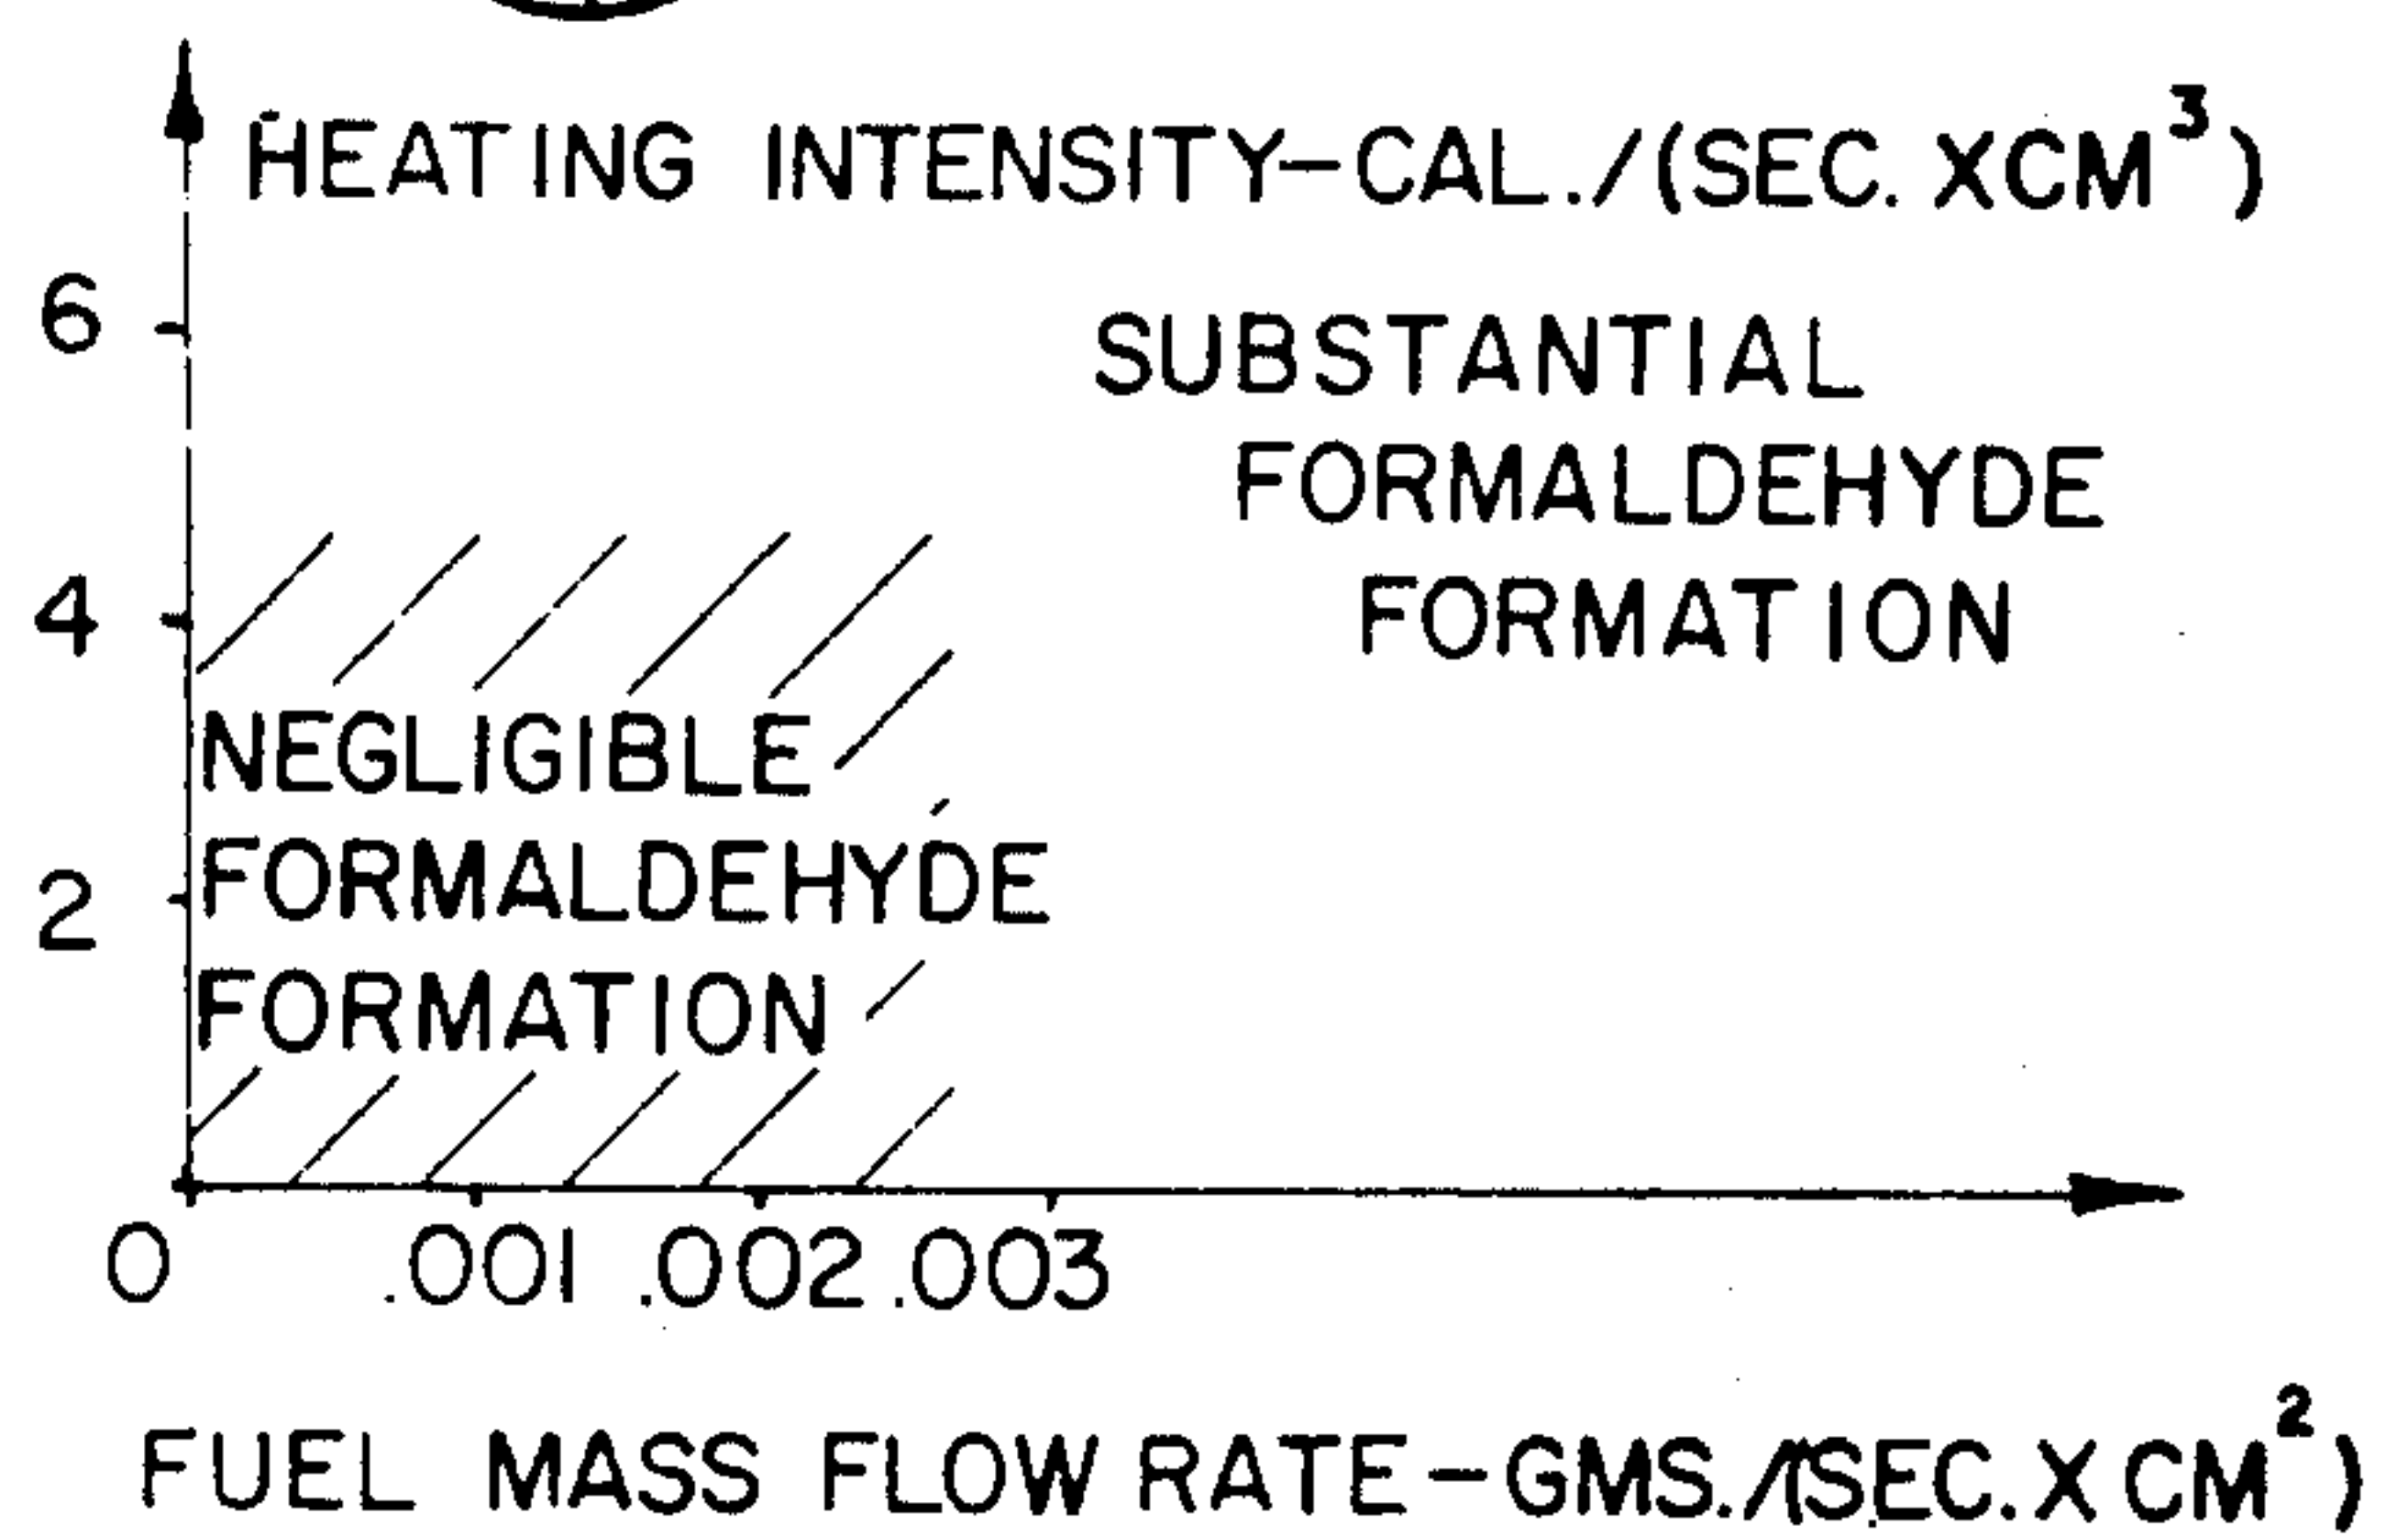 HEATING INTENSITY-CAL./(SEC. XCM³)
6
SUBSTANTIAL
FORMALDEHYDE
FORMATION
4
NEGLIGIBLE
FORMALDEHYDE
2
FORMATION
0 .001 .002 .003
FUEL MASS FLOW RATE-GMS./(SEC. X CM²)